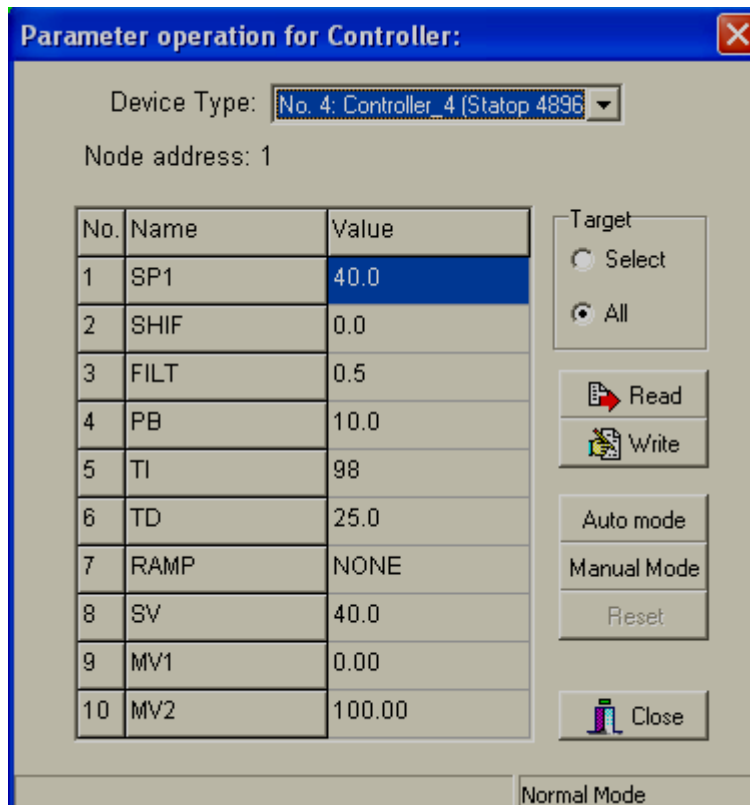 Parameter operation for Controller:
Device Type: No. 4: Controller_4 (Statop 4896
Node address: 1
No. Name Value
1 SP1 40.0
2 SHIF 0.0
3 FILT 0.5
4 PB 10.0
5 TI 98
6 TD 25.0
7 RAMP NONE
8 SV 40.0
9 MV1 0.00
10 MV2 100.00
Target
Select
All
Read
Write
Auto mode
Manual Mode
Reset
Close
Normal Mode